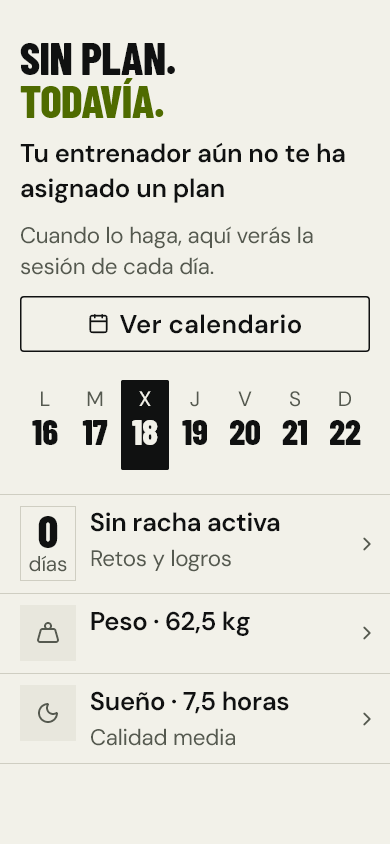 SIN PLAN.
TODAVÍA.
Tu entrenador aún no te ha
asignado un plan
Cuando lo haga, aquí verás la
sesión de cada día.
Ver calendario
L M X J V S D
16 17 18 19 20 21 22
0
días
Sin racha activa
Retos y logros
Peso · 62,5 kg
Sueño · 7,5 horas
Calidad media